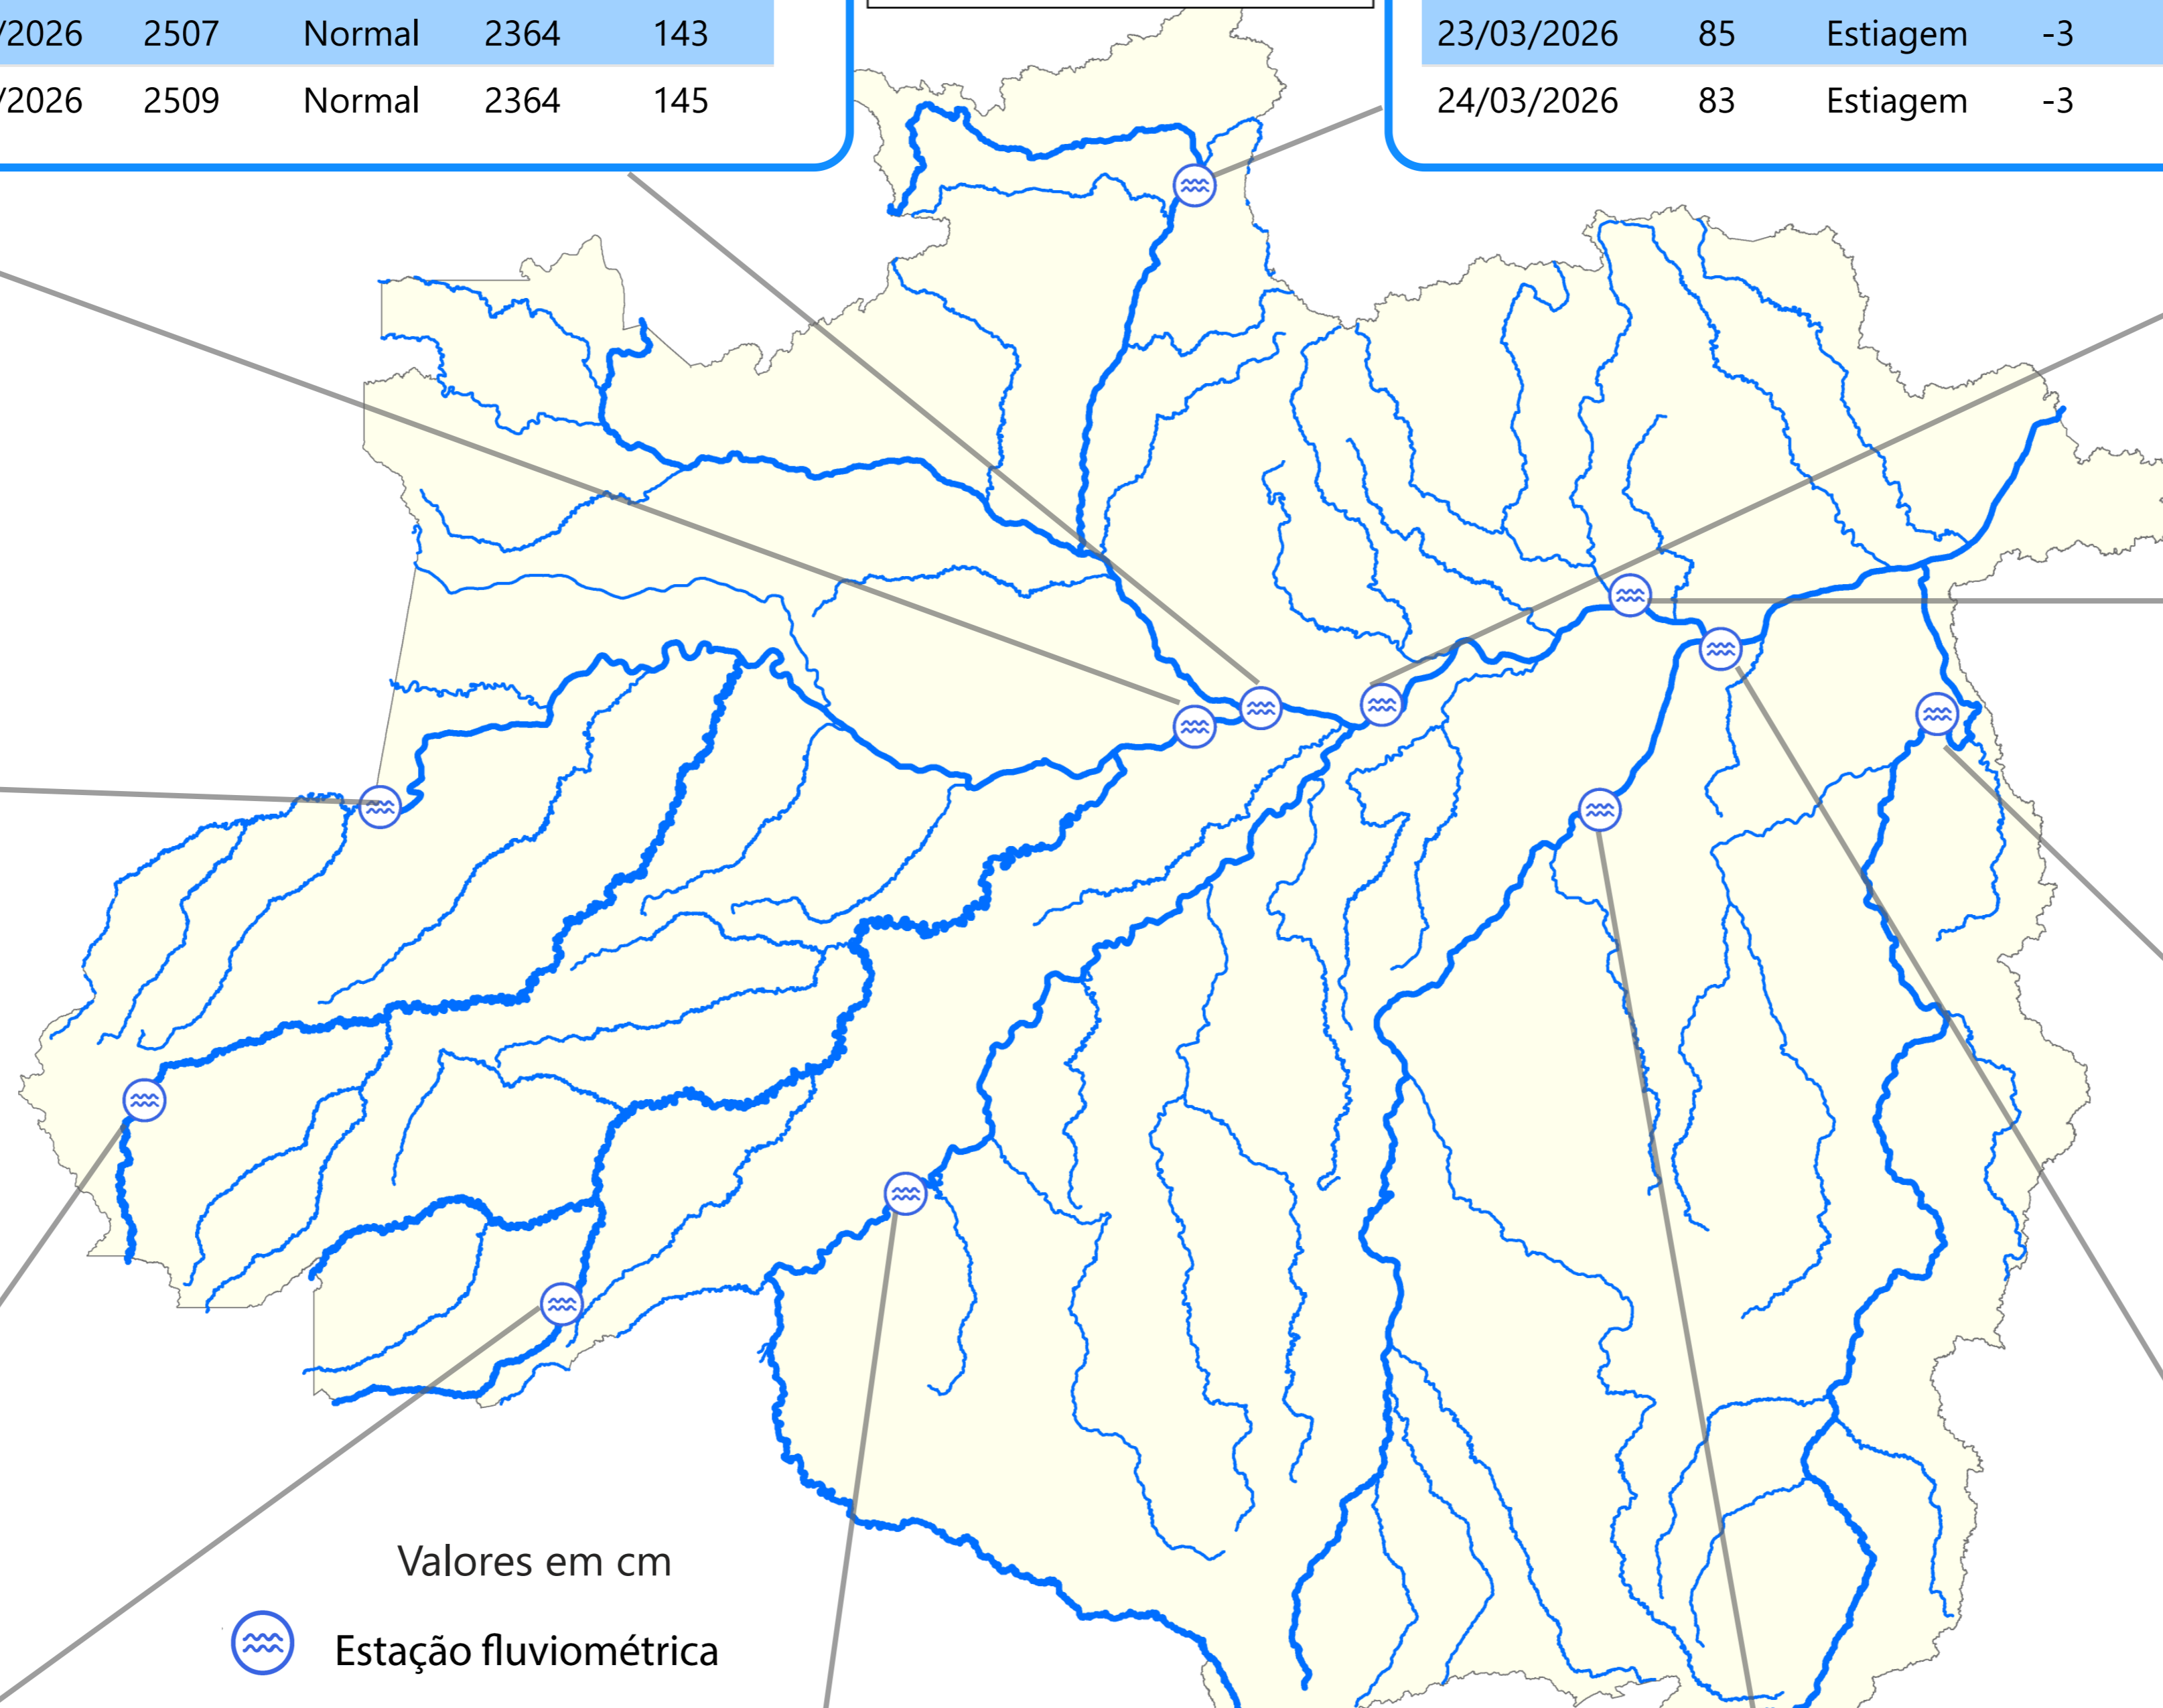 /2026 2507 Normal 2364 143
/2026 2509 Normal 2364 145
23/03/2026 85 Estiagem -3
24/03/2026 83 Estiagem -3
Valores em cm
Estação fluviométrica